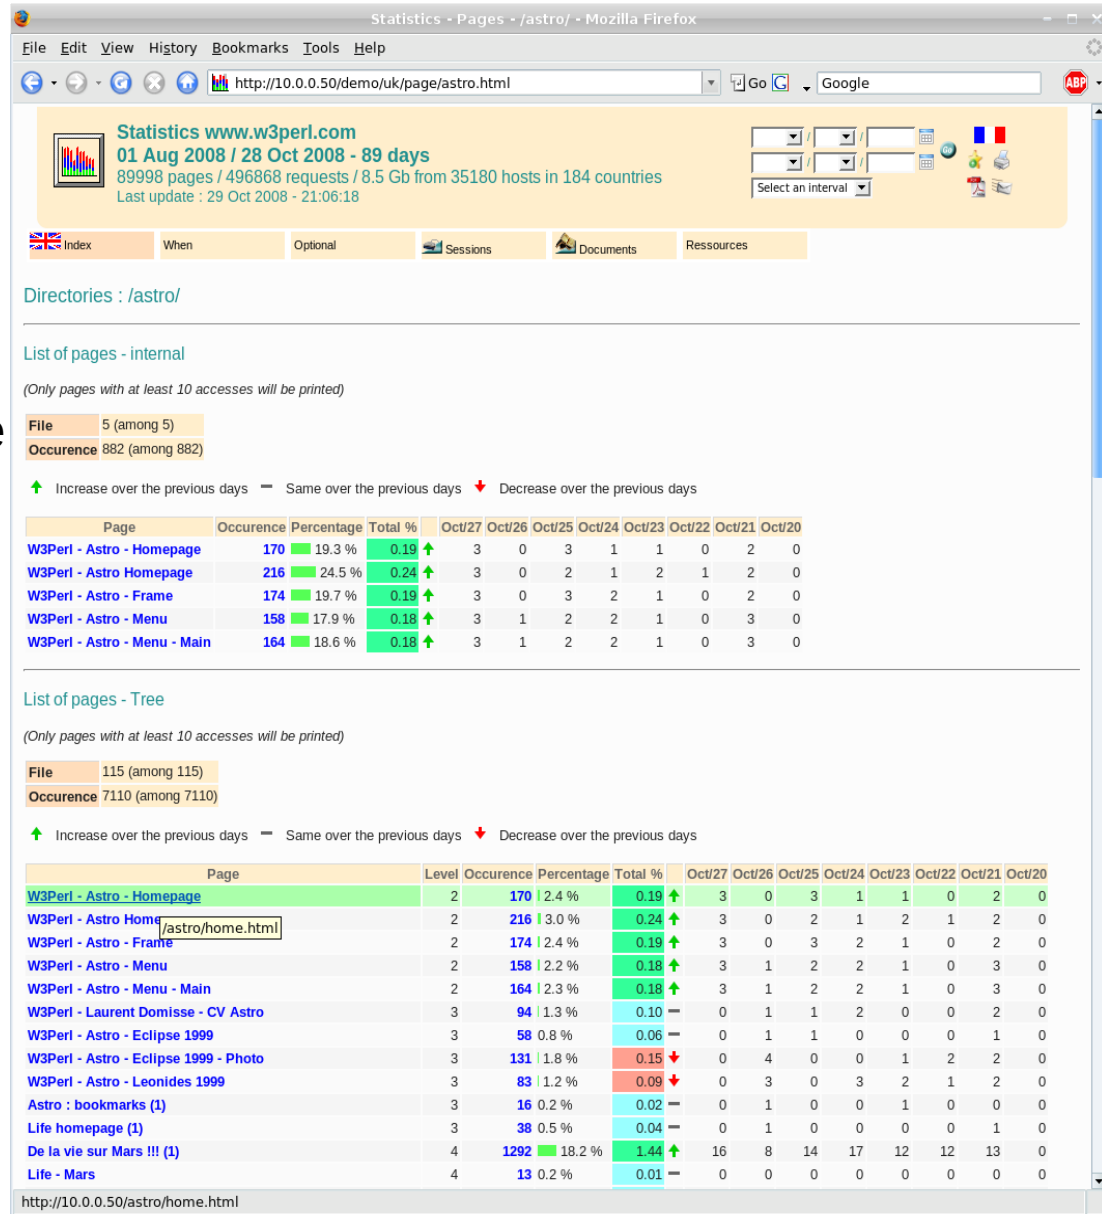 Statistics - Pages - /astro/ - Mozilla Firefox
File Edit View History Bookmarks Tools Help
http://10.0.0.50/demo/uk/page/astro.html Go G Google ABP
Statistics www.w3perl.com
01 Aug 2008 / 28 Oct 2008 - 89 days
89998 pages / 496868 requests / 8.5 Gb from 35180 hosts in 184 countries
Last update : 29 Oct 2008 - 21:06:18
/ /
Go
/ /
Select an interval
Index When Optional Sessions Documents Ressources
Directories : /astro/
List of pages - internal
(Only pages with at least 10 accesses will be printed)
e
File 5 (among 5)
Occurence 882 (among 882)
Increase over the previous days Same over the previous days Decrease over the previous days
Page Occurence Percentage Total % Oct/27 Oct/26 Oct/25 Oct/24 Oct/23 Oct/22 Oct/21 Oct/20
W3Perl - Astro - Homepage 170 19.3 % 0.19 3 0 3 1 1 0 2 0
W3Perl - Astro Homepage 216 24.5 % 0.24 3 0 2 1 2 1 2 0
W3Perl - Astro - Frame 174 19.7 % 0.19 3 0 3 2 1 0 2 0
W3Perl - Astro - Menu 158 17.9 % 0.18 3 1 2 2 1 0 3 0
W3Perl - Astro - Menu - Main 164 18.6 % 0.18 3 1 2 2 1 0 3 0
List of pages - Tree
(Only pages with at least 10 accesses will be printed)
File 115 (among 115)
Occurence 7110 (among 7110)
Increase over the previous days Same over the previous days Decrease over the previous days
Page Level Occurence Percentage Total % Oct/27 Oct/26 Oct/25 Oct/24 Oct/23 Oct/22 Oct/21 Oct/20
W3Perl - Astro - Homepage 2 170 2.4 % 0.19 3 0 3 1 1 0 2 0
W3Perl - Astro Home 2 216 3.0 % 0.24 3 0 2 1 2 1 2 0
/astro/home.html
W3Perl - Astro - Frame 2 174 2.4 % 0.19 3 0 3 2 1 0 2 0
W3Perl - Astro - Menu 2 158 2.2 % 0.18 3 1 2 2 1 0 3 0
W3Perl - Astro - Menu - Main 2 164 2.3 % 0.18 3 1 2 2 1 0 3 0
W3Perl - Laurent Domisse - CV Astro 3 94 1.3 % 0.10 0 1 1 2 0 0 2 0
W3Perl - Astro - Eclipse 1999 3 58 0.8 % 0.06 0 1 1 0 0 0 1 0
W3Perl - Astro - Eclipse 1999 - Photo 3 131 1.8 % 0.15 0 4 0 0 1 2 2 0
W3Perl - Astro - Leonides 1999 3 83 1.2 % 0.09 0 3 0 3 2 1 2 0
Astro : bookmarks (1) 3 16 0.2 % 0.02 0 1 0 0 1 0 0 0
Life homepage (1) 3 38 0.5 % 0.04 0 1 0 0 0 0 1 0
De la vie sur Mars !!! (1) 4 1292 18.2 % 1.44 16 8 14 17 12 12 13 0
Life - Mars 4 13 0.2 % 0.01 0 0 0 0 0 0 0 0
http://10.0.0.50/astro/home.html